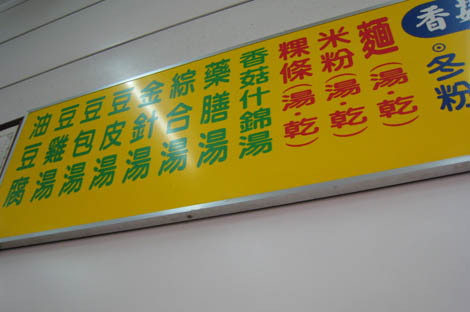 香
冬粉
麵(湯·乾)
米粉(湯·乾)
粿條(湯·乾)
香菇什錦湯
藥膳湯
綜合湯
金針湯
豆皮湯
豆包湯
豆雞湯
油豆腐